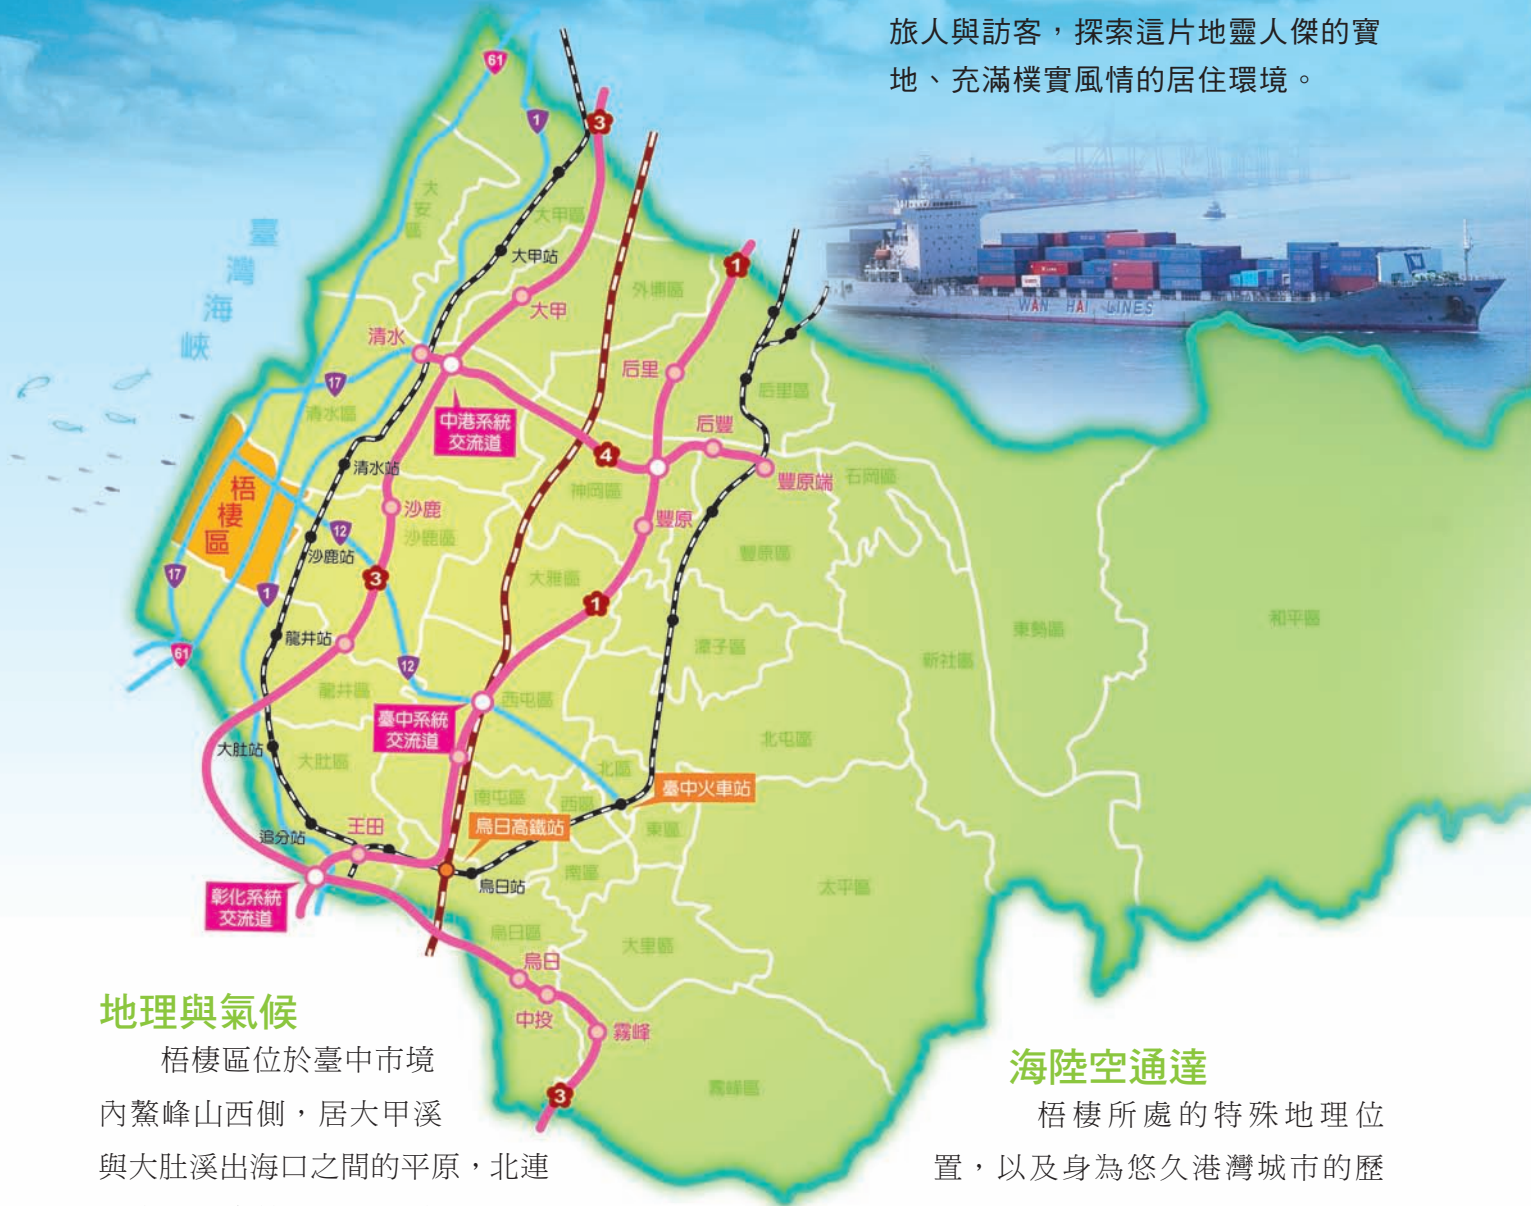 旅人與訪客，探索這片地靈人傑的寶
地、充滿樸實風情的居住環境。
61
1
3
大安區
大甲區
臺灣海峽
大甲站
1
外埔區
大甲
清水
WAN HAI LINES
17
后里
后里區
清水區
中港系統
交流道
后豐
4
清水站
豐原端
石岡區
梧棲區
神岡區
沙鹿
豐原
12
沙鹿區
沙鹿站
豐原區
17
3
大雅區
1
1
和平區
東勢區
龍井站
潭子區
61
12
新社區
龍井區
西屯區
臺中系統
交流道
北屯區
大肚站
大肚區
北區
臺中火車站
南屯區
西區
王田
烏日高鐵站
東區
追分站
南區
烏日站
太平區
彰化系統
交流道
烏日區
大里區
烏日
中投
霧峰
霧峰區
3
地理與氣候
梧棲區位於臺中市境
內鰲峰山西側，居大甲溪
與大肚溪出海口之間的平原，北連
海陸空通達
梧棲所處的特殊地理位
置，以及身為悠久港灣城市的歷